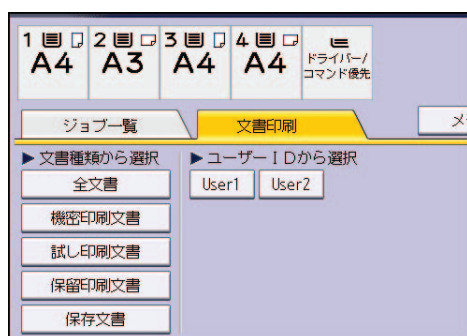 1 2 3 4
A4 A3 A4 A4 ドライバー/
コマンド優先
ジョブ一覧 文書印刷
▶ 文書種類から選択 ▶ ユーザーIDから選択
全文書 User1 User2
機密印刷文書
試し印刷文書
保留印刷文書
保存文書